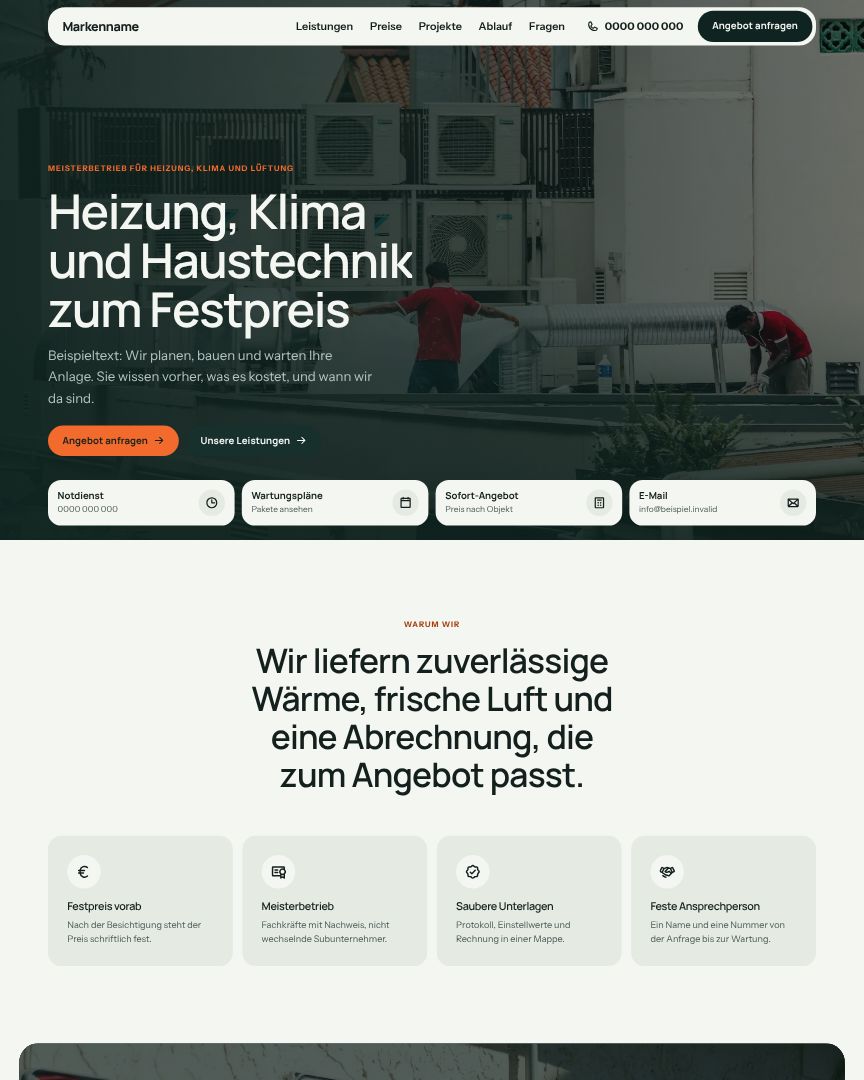 Markenname
Leistungen
Preise
Projekte
Ablauf
Fragen
0000 000 000
Angebot anfragen
MEISTERBETRIEB FÜR HEIZUNG, KLIMA UND LÜFTUNG
Heizung, Klima
und Haustechnik
zum Festpreis
Beispieltext: Wir planen, bauen und warten Ihre
Anlage. Sie wissen vorher, was es kostet, und wann wir
da sind.
Angebot anfragen
Unsere Leistungen
Notdienst
0000 000 000
Wartungspläne
Pakete ansehen
Sofort-Angebot
Preis nach Objekt
E-Mail
info@beispiel.invalid
WARUM WIR
Wir liefern zuverlässige
Wärme, frische Luft und
eine Abrechnung, die
zum Angebot passt.
Festpreis vorab
Nach der Besichtigung steht der
Preis schriftlich fest.
Meisterbetrieb
Fachkräfte mit Nachweis, nicht
wechselnde Subunternehmer.
Saubere Unterlagen
Protokoll, Einstellwerte und
Rechnung in einer Mappe.
Feste Ansprechperson
Ein Name und eine Nummer von
der Anfrage bis zur Wartung.